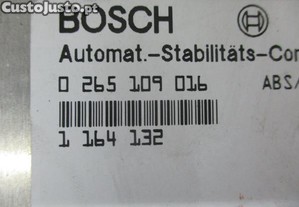 CustoJusto.pt
BOSCH
Automat.-Stabilitäts-Con
0 265 109 016 ABS/
1 164 132